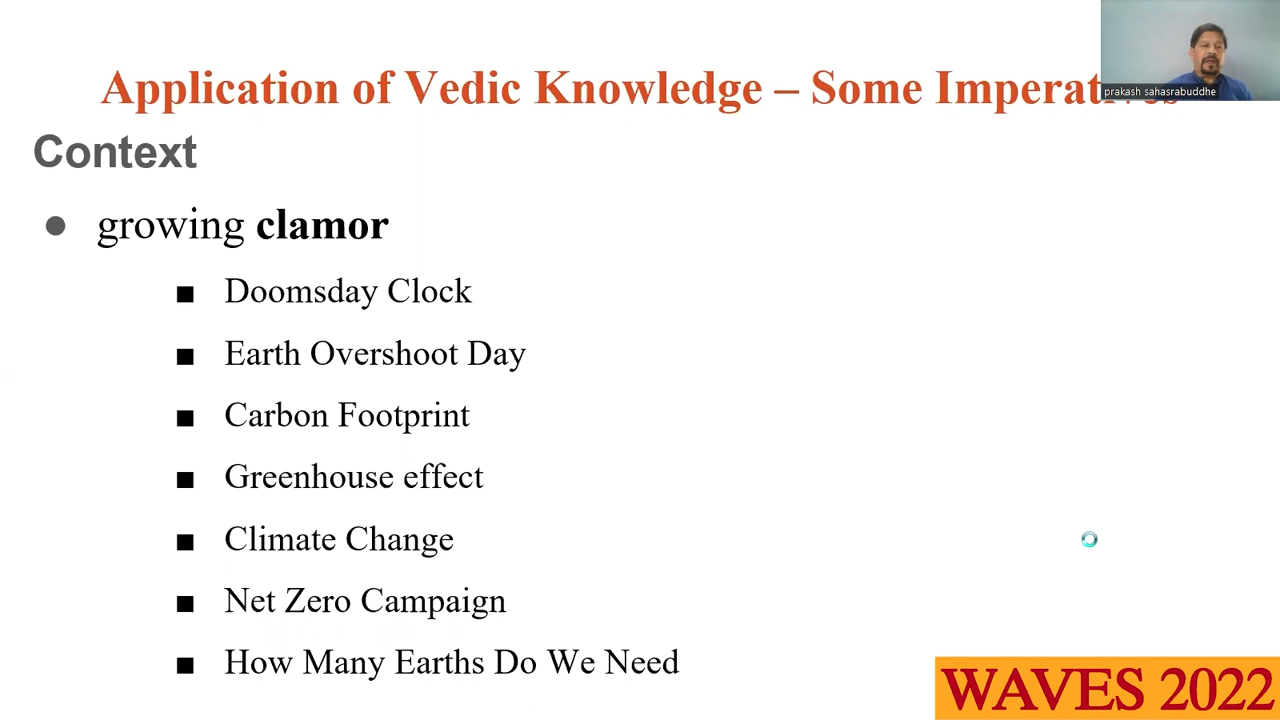 Application of Vedic Knowledge – Some Imperatives
prakash sahasrabuddhe
Context
● growing clamor
■ Doomsday Clock
■ Earth Overshoot Day
■ Carbon Footprint
■ Greenhouse effect
■ Climate Change
■ Net Zero Campaign
■ How Many Earths Do We Need
WAVES 2022